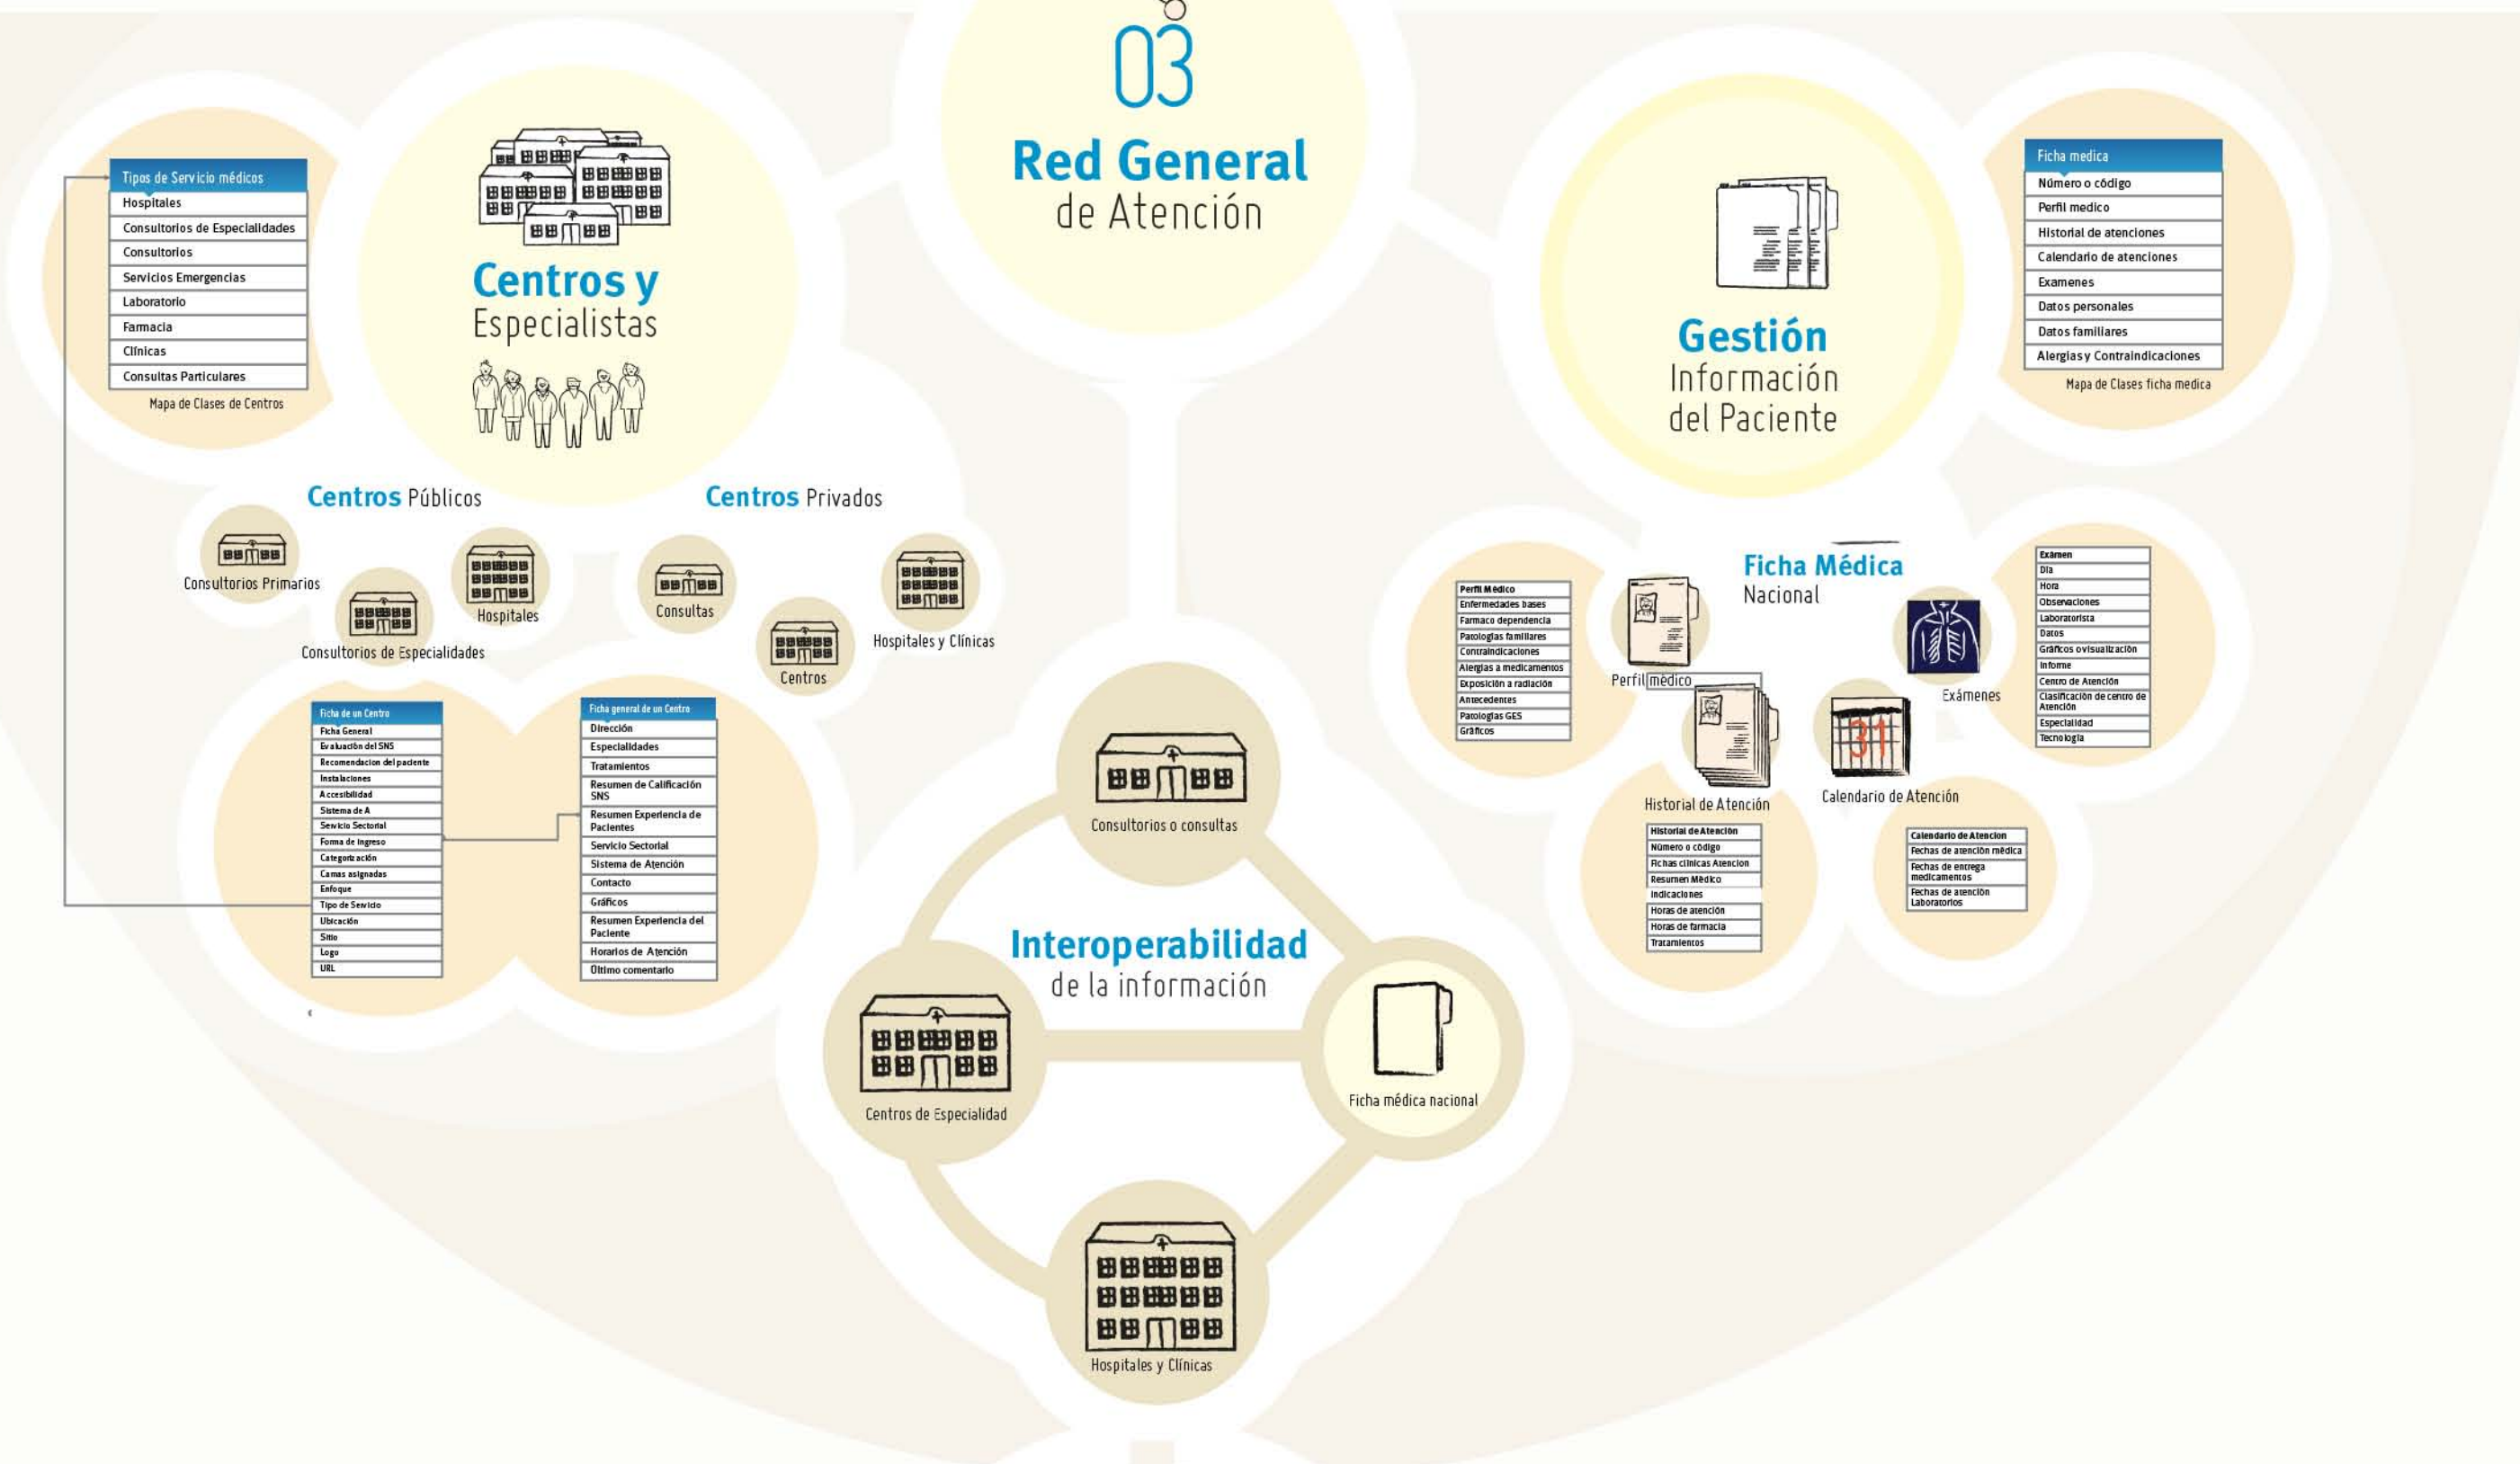 03
Red General
de Atención
Tipos de Servicio médicos
Hospitales
Consultorios de Especialidades
Consultorios
Servicios Emergencias
Laboratorio
Farmacia
Clínicas
Consultas Particulares
Mapa de Clases de Centros
Centros y
Especialistas
Centros Públicos
Consultorios Primarios
Consultorios de Especialidades
Hospitales
Centros Privados
Consultas
Centros
Hospitales y Clínicas
Ficha de un Centro
Ficha General
Evaluación del SNS
Recomendacion del paciente
Instalaciones
Accesibilidad
Sistema de A
Servicio Sectorial
Forma de Ingreso
Categorización
Camas asignadas
Enfoque
Tipo de Servicio
Ubicación
Sitio
Logo
URL
Ficha general de un Centro
Dirección
Especialidades
Tratamientos
Resumen de Calificación
SNS
Resumen Experiencia de
Pacientes
Servicio Sectorial
Sistema de Atención
Contacto
Gráficos
Resumen Experiencia del
Paciente
Horarios de Atención
Último comentario
Gestión
Información
del Paciente
Ficha medica
Número o código
Perfil medico
Historial de atenciones
Calendario de atenciones
Examenes
Datos personales
Datos familiares
Alergias y Contraindicaciones
Mapa de Clases ficha medica
Ficha Médica
Nacional
Perfil Médico
Enfermedades bases
Farmaco dependencia
Patologías familiares
Contraindicaciones
Alergias a medicamentos
Exposición a radiación
Antecedentes
Patologías GES
Gráficos
Perfil médico
Historial de Atención
Calendario de Atención
31
Exámenes
Exámen
Día
Hora
Observaciones
Laboratorista
Datos
Gráficos o visualización
Informe
Centro de Atención
Clasificación de centro de
Atención
Especialidad
Tecnología
Historial de Atención
Número o código
Fichas clínicas Atencion
Resumen Médico
Indicaciones
Horas de atención
Horas de farmacia
Tratamientos
Calendario de Atencion
Fechas de atención médica
Fechas de entrega
medicamentos
Fechas de atención
Laboratorios
Consultorios o consultas
Interoperabilidad
de la información
Centros de Especialidad
Ficha médica nacional
Hospitales y Clínicas